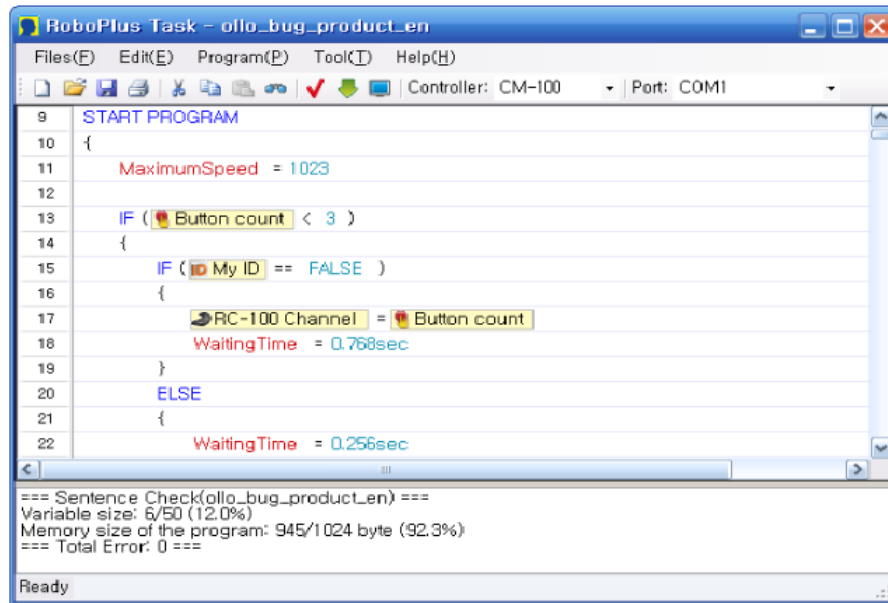 RoboPlus Task - ollo_bug_product_en
Files(F) Edit(E) Program(P) Tool(T) Help(H)
Controller: CM-100 Port: COM1
9 START PROGRAM
10 {
11 MaximumSpeed = 1023
12
13 IF ( Button count < 3 )
14 {
15 IF ( ID My ID == FALSE )
16 {
17 RC-100 Channel = Button count
18 WaitingTime = 0.768sec
19 }
20 ELSE
21 {
22 WaitingTime = 0.256sec
=== Sentence Check(ollo_bug_product_en) ===
Variable size: 6/50 (12.0%)
Memory size of the program: 945/1024 byte (92.3%)
=== Total Error: 0 ===
Ready